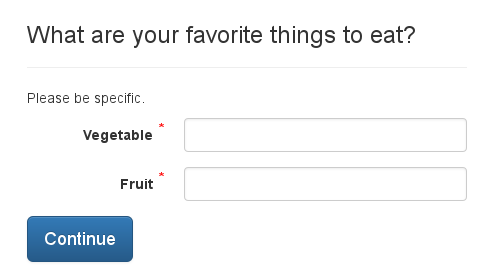 What are your favorite things to eat?
Please be specific.
Vegetable *
Fruit *
Continue